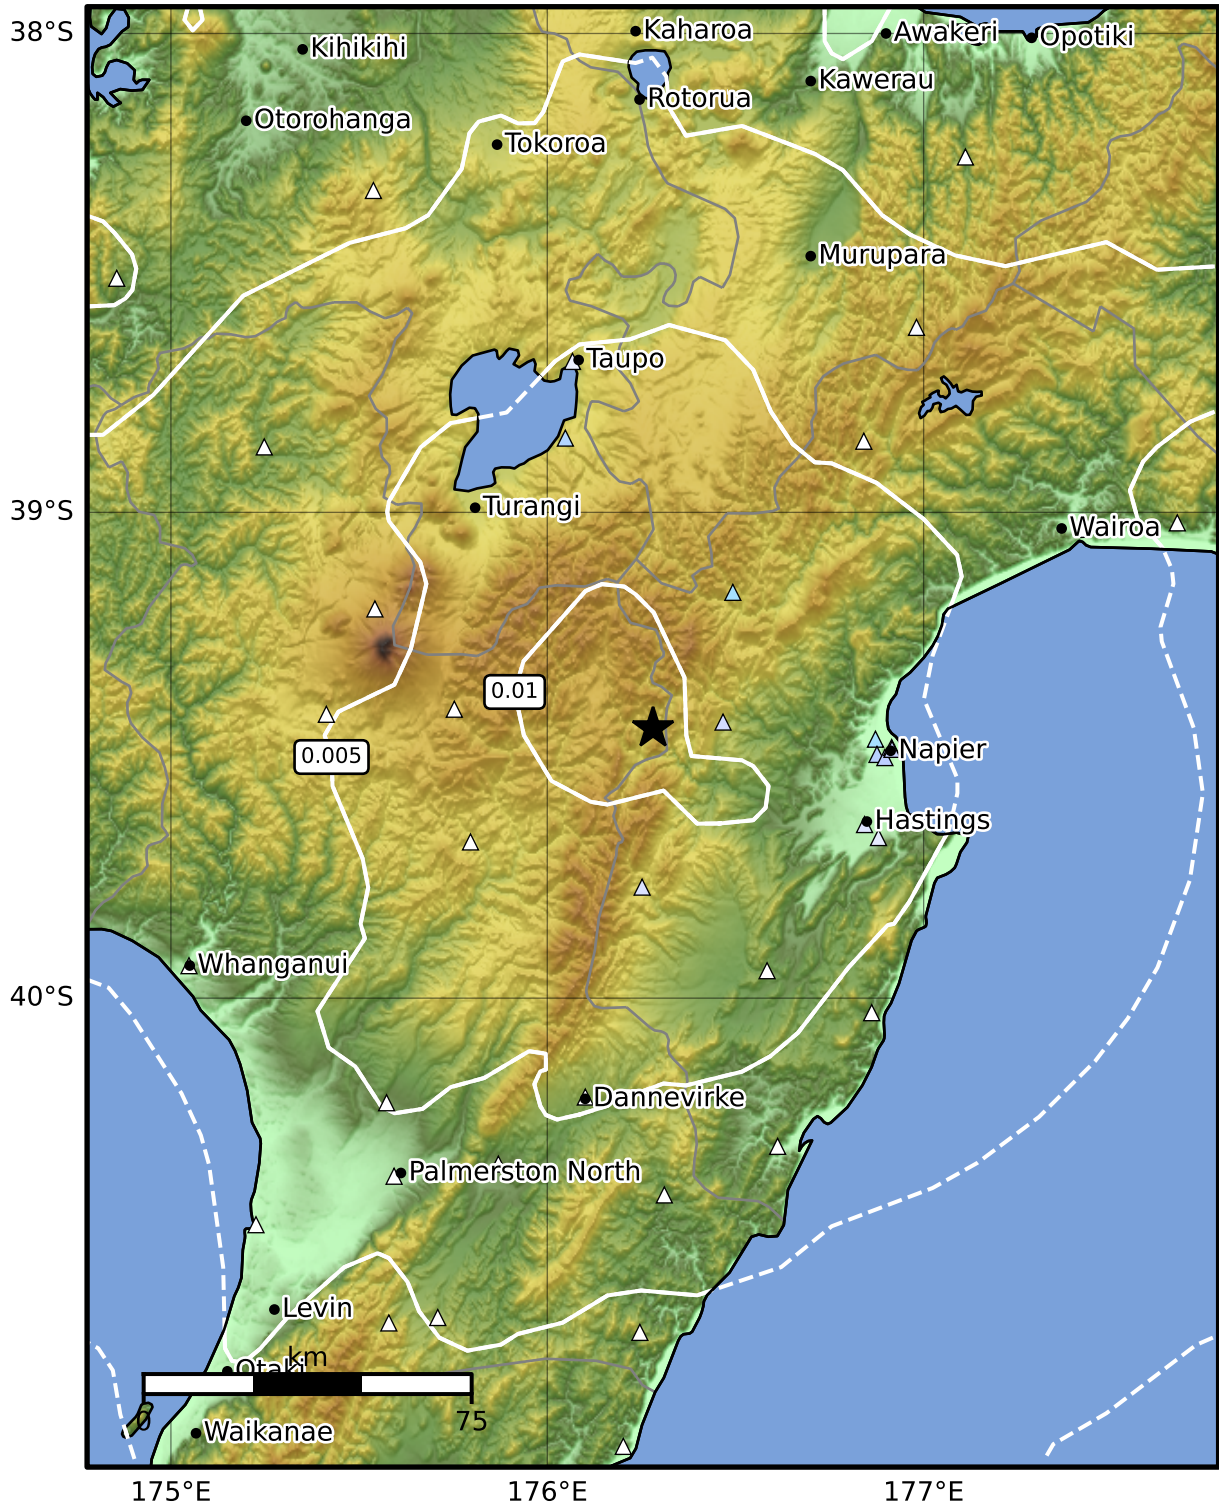 38°S
Kaharoa
Awakeri
Opotiki
Kihikihi
Kawerau
Rotorua
Otorohanga
Tokoroa
Murupara
Taupo
39°S
Turangi
Wairoa
0.01
0.005
Napier
Hastings
Whanganui
40°S
Dannevirke
Palmerston North
Levin
km
Otaki
0
75
Waikanae
175°E
176°E
177°E